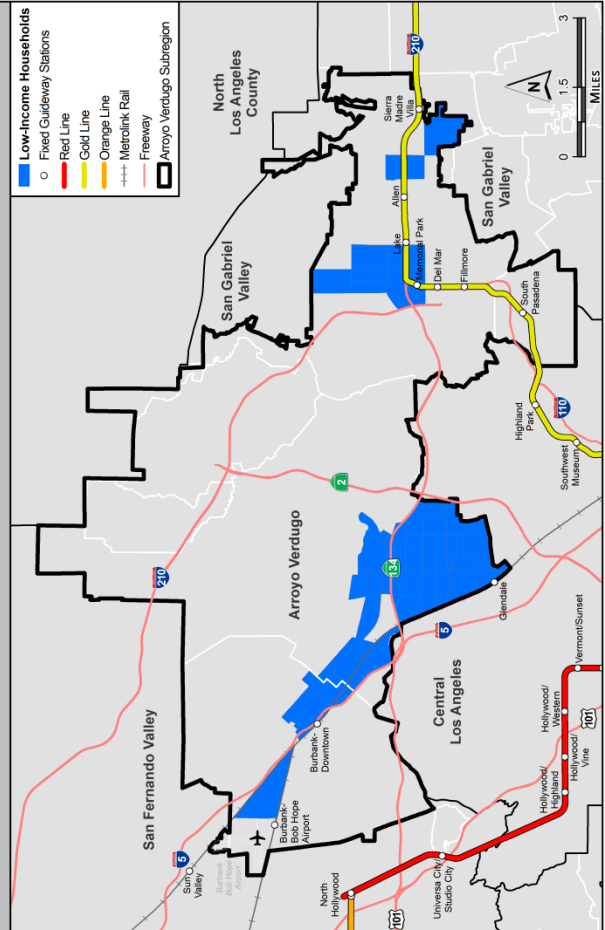 Low-Income Households
Fixed Guideway Stations
Red Line
Gold Line
Orange Line
Metrolink Rail
Freeway
Arroyo Verdugo Subregion
North
Los Angeles
County
San Gabriel
Valley
San Fernando Valley
Arroyo Verdugo
San Gabriel
Valley
Central
Los Angeles
210
210
5
2
134
5
110
101
101
Sierra
Madre
Villa
Allen
Lake
Memorial Park
Del Mar
Fillmore
South
Pasadena
Highland
Park
Southwest
Museum
Glendale
Burbank-
Downtown
Burbank-
Bob Hope
Airport
Burbank
Bob Hope
Airport
Sun
Valley
North
Hollywood
Universal City/
Studio City
Hollywood/
Highland
Hollywood/
Vine
Hollywood/
Western
Vermont/Sunset
N
0 1.5 3
MILES